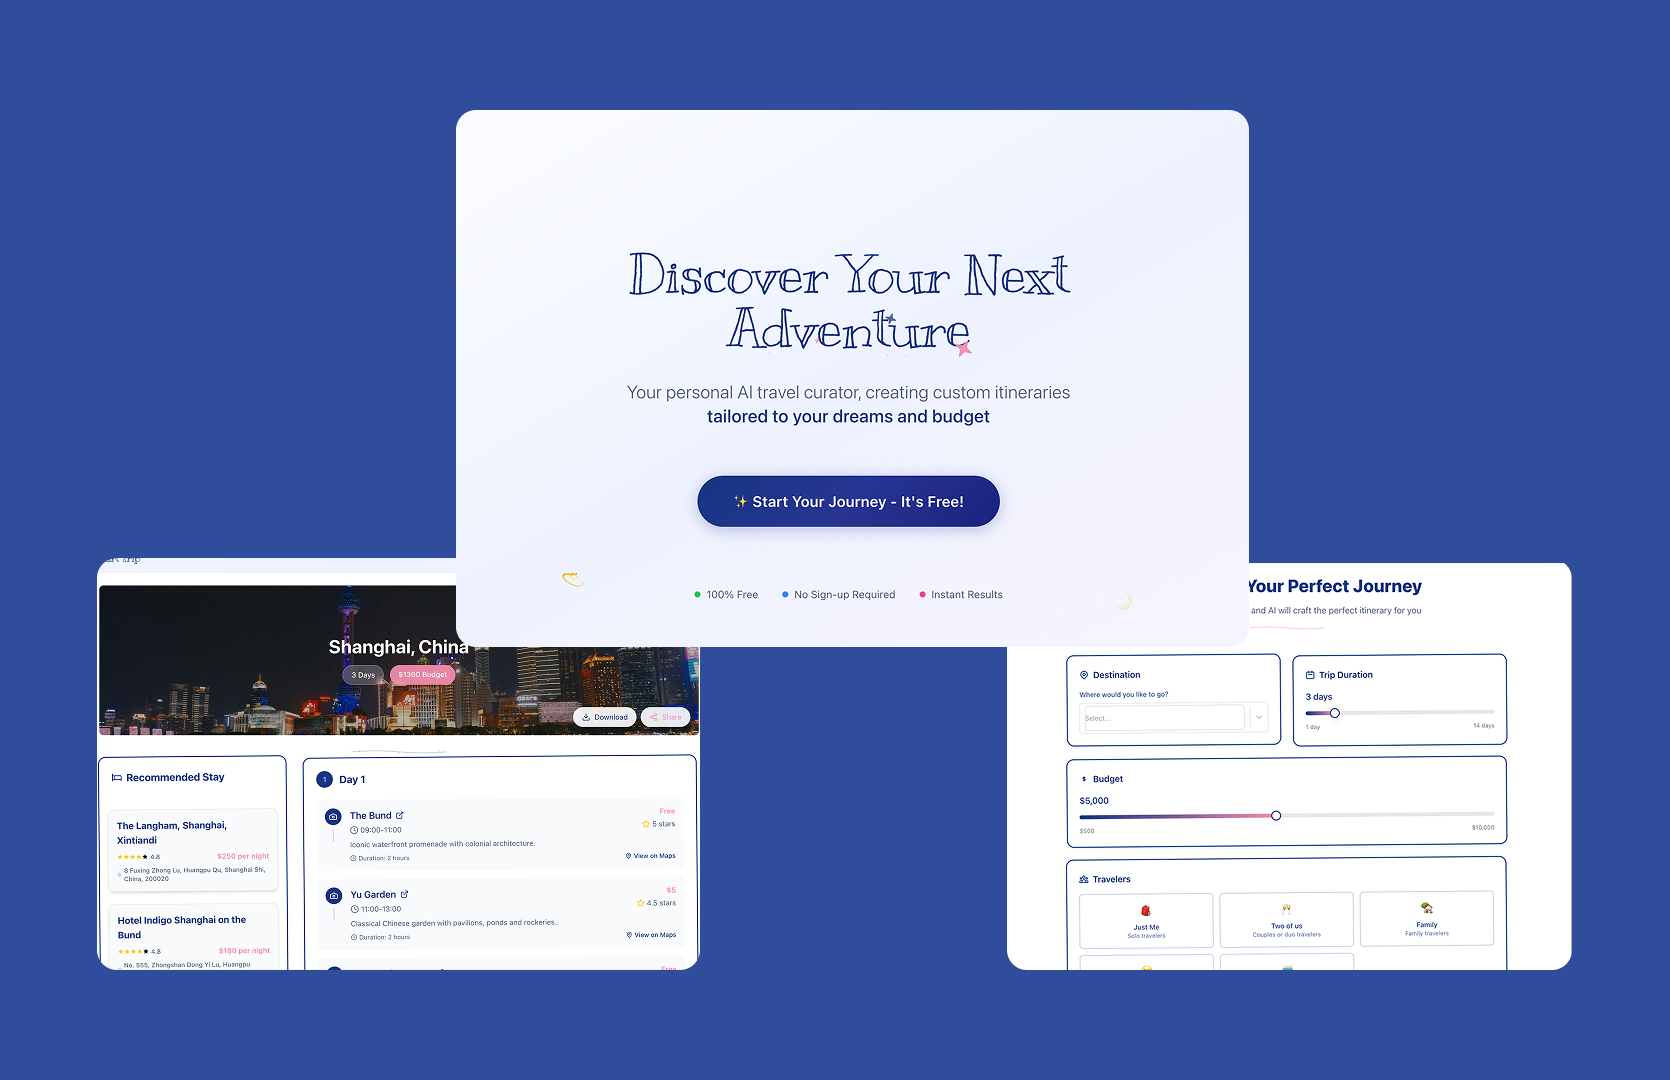 Discover Your Next
Adventure
Your personal AI travel curator, creating custom itineraries
tailored to your dreams and budget
✨ Start Your Journey - It's Free!
100% Free
No Sign-up Required
Instant Results
Trip
Shanghai, China
3 Days
$1300 Budget
Download
Share
Recommended Stay
The Langham, Shanghai,
Xintiandi
4.8
$250 per night
8 Fuxing Zhong Lu, Huangpu Qu, Shanghai Shi,
China, 200020
Hotel Indigo Shanghai on the
Bund
4.8
$180 per night
No. 555, Zhongshan Dong Yi Lu, Huangpu
1
Day 1
The Bund
Free
09:00-11:00
5 stars
Iconic waterfront promenade with colonial architecture.
Duration: 2 hours
View on Maps
Yu Garden
$5
11:00-13:00
4.5 stars
Classical Chinese garden with pavilions, ponds and rockeries.
Duration: 2 hours
View on Maps
Free
Your Perfect Journey
and AI will craft the perfect itinerary for you
Destination
Where would you like to go?
Select...
Trip Duration
3 days
1 day
14 days
$ Budget
$5,000
$500
$10,000
Travelers
Just Me
Solo travelers
Two of us
Couples or duo travelers
Family
Family travelers